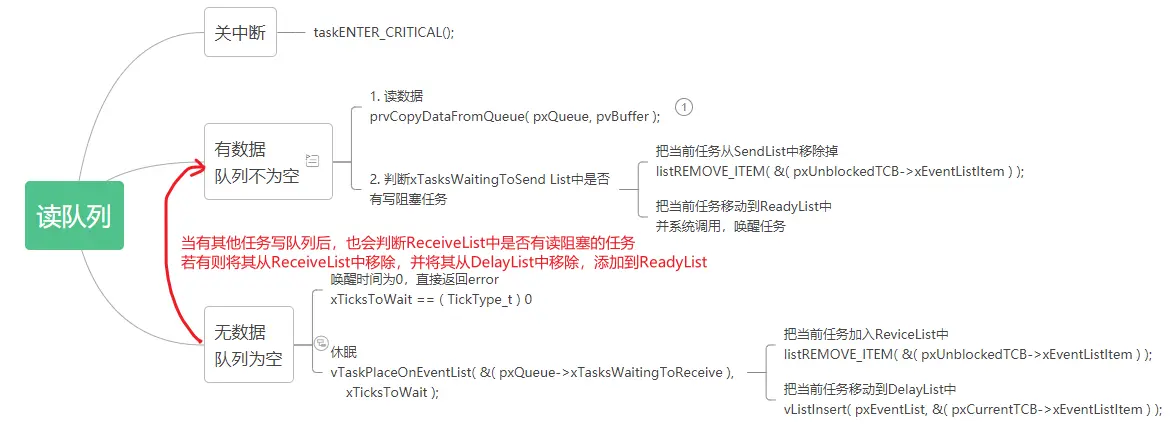 读队列
关中断
taskENTER_CRITICAL();
有数据
队列不为空
1. 读数据
prvCopyDataFromQueue( pxQueue, pvBuffer );
1
2. 判断xTasksWaitingToSend List中是否
有写阻塞任务
把当前任务从SendList中移除掉
listREMOVE_ITEM( &( pxUnblockedTCB->xEventListItem ) );
把当前任务移动到ReadyList中
并系统调用，唤醒任务
当有其他任务写队列后，也会判断ReceiveList中是否有读阻塞的任务
若有则将其从ReceiveList中移除，并将其从DelayList中移除，添加到ReadyList
无数据
队列为空
唤醒时间为0，直接返回error
xTicksToWait == ( TickType_t ) 0
休眠
vTaskPlaceOnEventList( &( pxQueue->xTasksWaitingToReceive ),
xTicksToWait );
把当前任务加入ReviceList中
listREMOVE_ITEM( &( pxUnblockedTCB->xEventListItem ) );
把当前任务移动到DelayList中
vListInsert( pxEventList, &( pxCurrentTCB->xEventListItem ) );